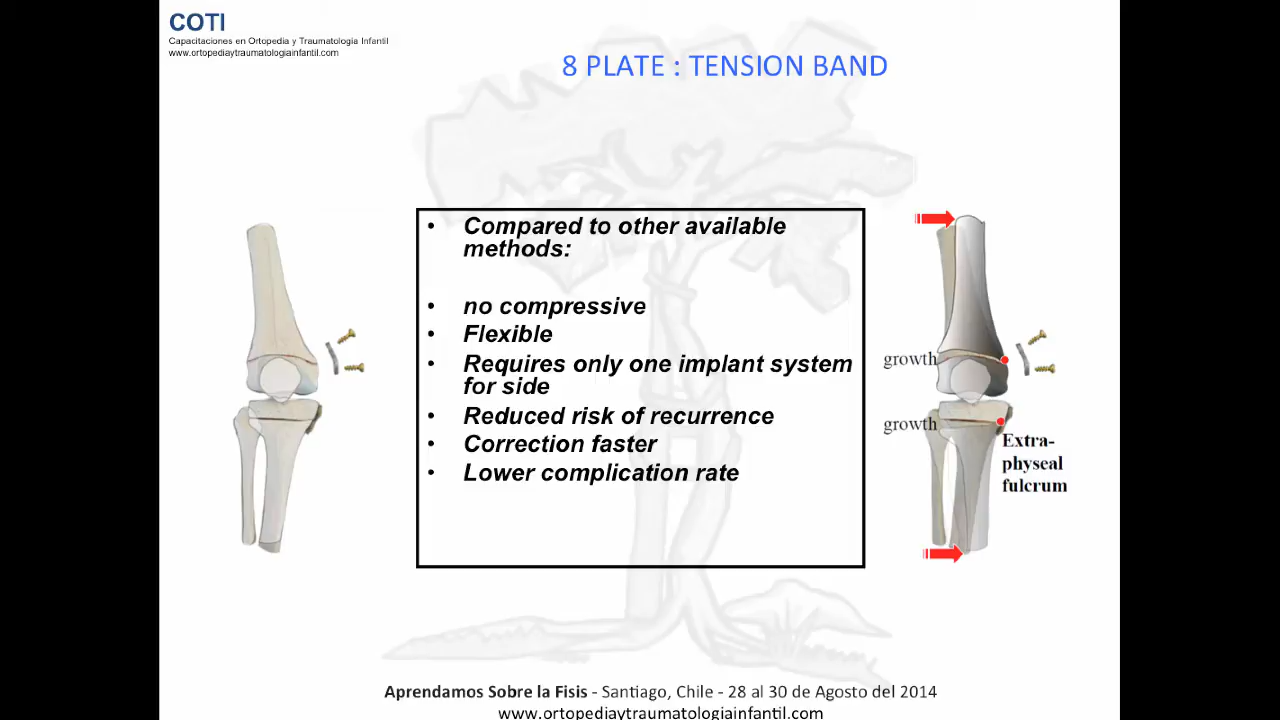 COTI
Capacitaciones en Ortopedia y Traumatología Infantil
www.ortopediaytraumatologiainfantil.com
8 PLATE : TENSION BAND
• Compared to other available
methods:
• no compressive
• Flexible
• Requires only one implant system
for side
• Reduced risk of recurrence
• Correction faster
• Lower complication rate
growth
growth
Extra-
physeal
fulcrum
Aprendamos Sobre la Fisis - Santiago, Chile - 28 al 30 de Agosto del 2014
www.ortopediaytraumatologiainfantil.com